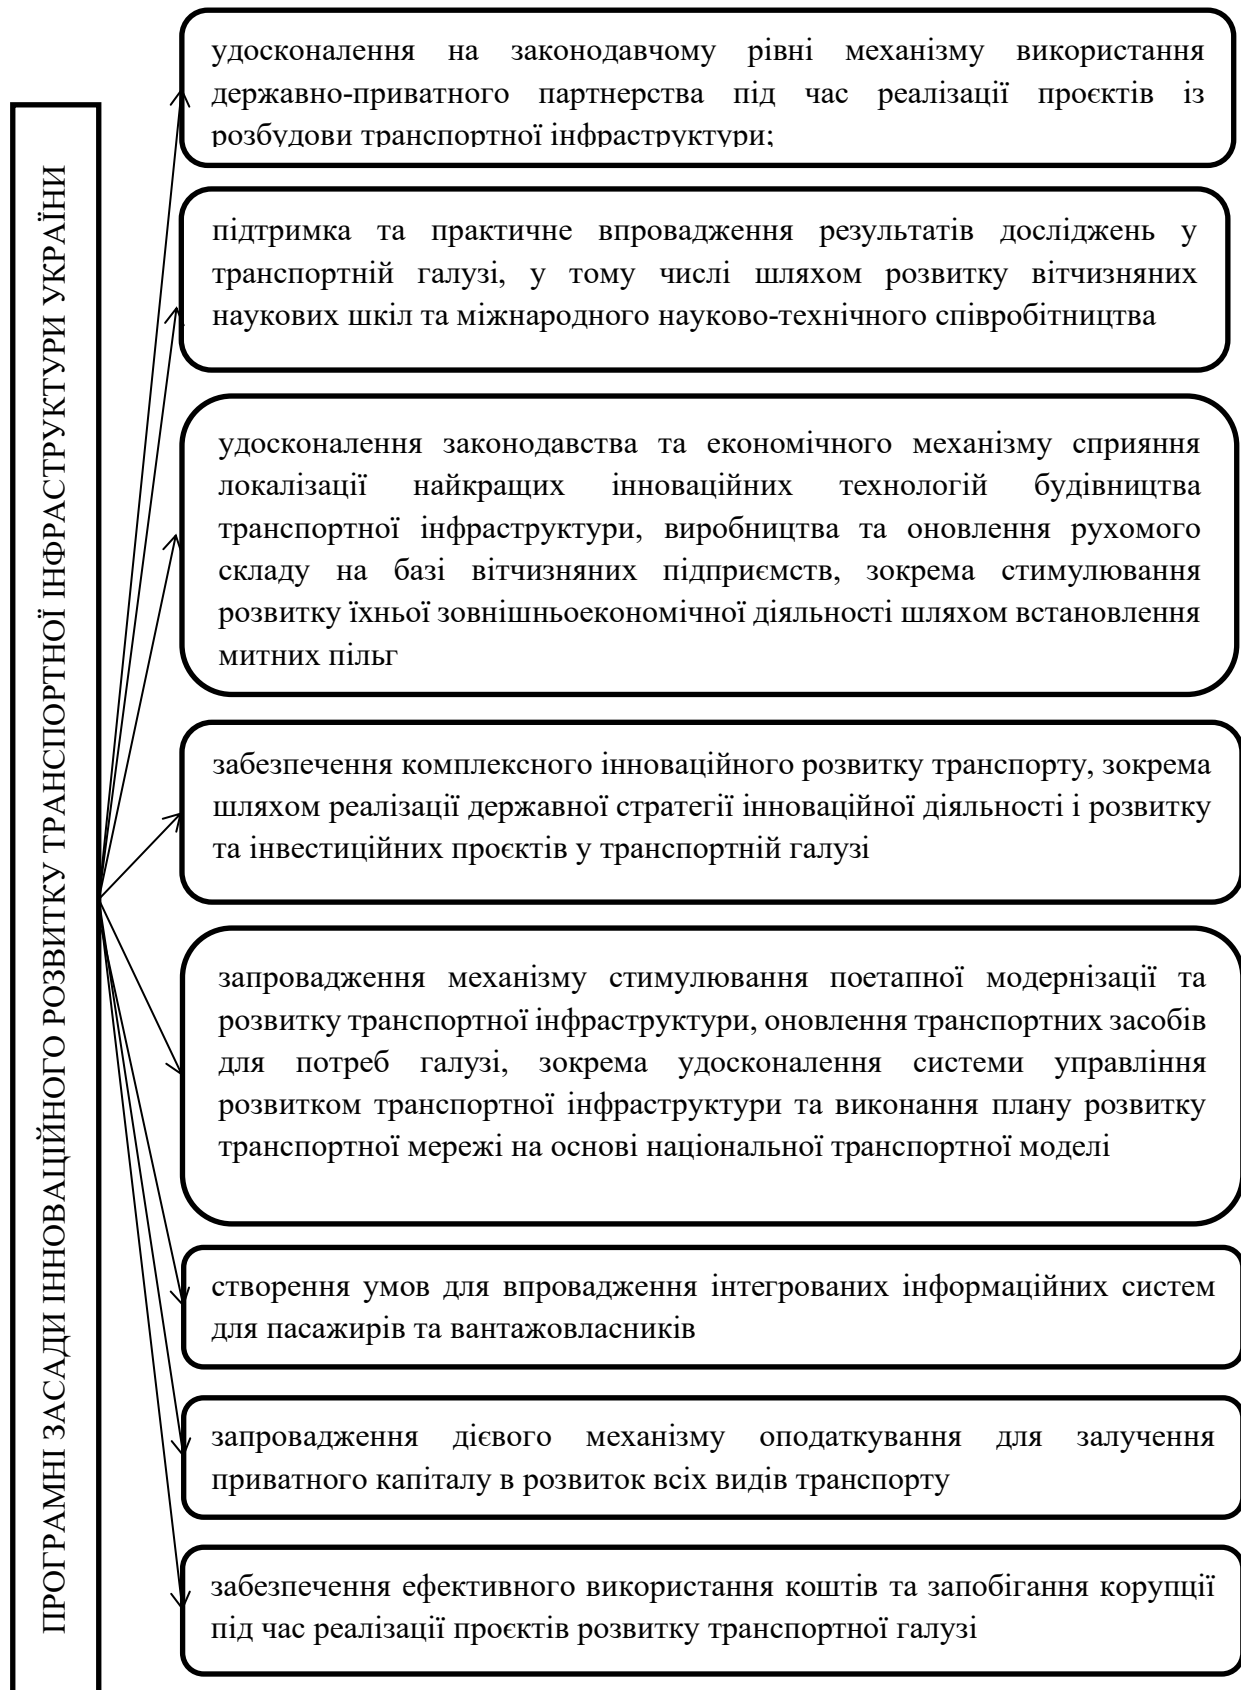 ПРОГРАМНІ ЗАСАДИ ІННОВАЦІЙНОГО РОЗВИТКУ ТРАНСПОРТНОЇ ІНФРАСТРУКТУРИ УКРАЇНИ
удосконалення на законодавчому рівні механізму використання
державно-приватного партнерства під час реалізації проєктів із
розбудови транспортної інфраструктури;
підтримка та практичне впровадження результатів досліджень у
транспортній галузі, у тому числі шляхом розвитку вітчизняних
наукових шкіл та міжнародного науково-технічного співробітництва
удосконалення законодавства та економічного механізму сприяння
локалізації найкращих інноваційних технологій будівництва
транспортної інфраструктури, виробництва та оновлення рухомого
складу на базі вітчизняних підприємств, зокрема стимулювання
розвитку їхньої зовнішньоекономічної діяльності шляхом встановлення
митних пільг
забезпечення комплексного інноваційного розвитку транспорту, зокрема
шляхом реалізації державної стратегії інноваційної діяльності і розвитку
та інвестиційних проєктів у транспортній галузі
запровадження механізму стимулювання поетапної модернізації та
розвитку транспортної інфраструктури, оновлення транспортних засобів
для потреб галузі, зокрема удосконалення системи управління
розвитком транспортної інфраструктури та виконання плану розвитку
транспортної мережі на основі національної транспортної моделі
створення умов для впровадження інтегрованих інформаційних систем
для пасажирів та вантажовласників
запровадження дієвого механізму оподаткування для залучення
приватного капіталу в розвиток всіх видів транспорту
забезпечення ефективного використання коштів та запобігання корупції
під час реалізації проєктів розвитку транспортної галузі